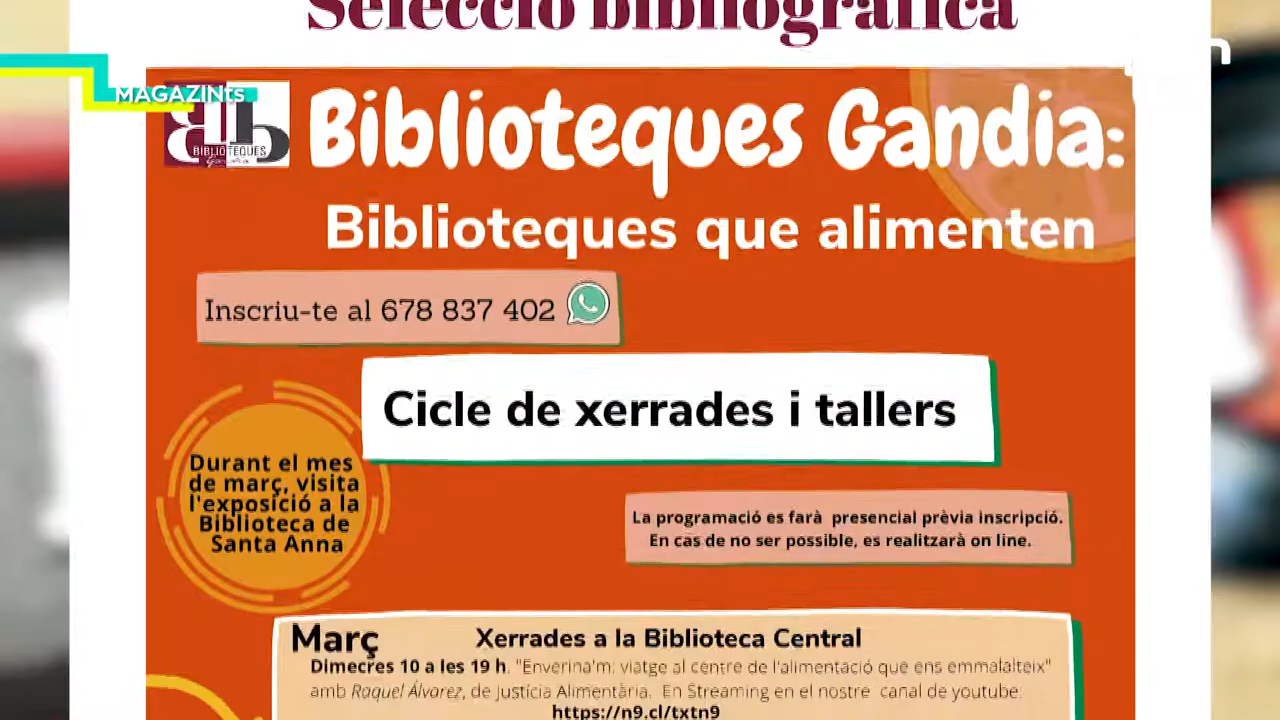 Selecció bibliogràfica
MAGAZINts
BIBLIOTEQUES
Gandia
Biblioteques Gandia:
Biblioteques que alimenten
Inscriu-te al 678 837 402
Cicle de xerrades i tallers
Durant el mes
de març, visita
l'exposició a la
Biblioteca de
Santa Anna
La programació es farà presencial prèvia inscripció.
En cas de no ser possible, es realitzarà on line.
Març
Xerrades a la Biblioteca Central
Dimecres 10 a les 19 h. "Enverina'm: viatge al centre de l'alimentació que ens emmalalteix"
amb Raquel Álvarez, de Justícia Alimentària. En Streaming en el nostre canal de youtube:
https://n9.cl/txtn9